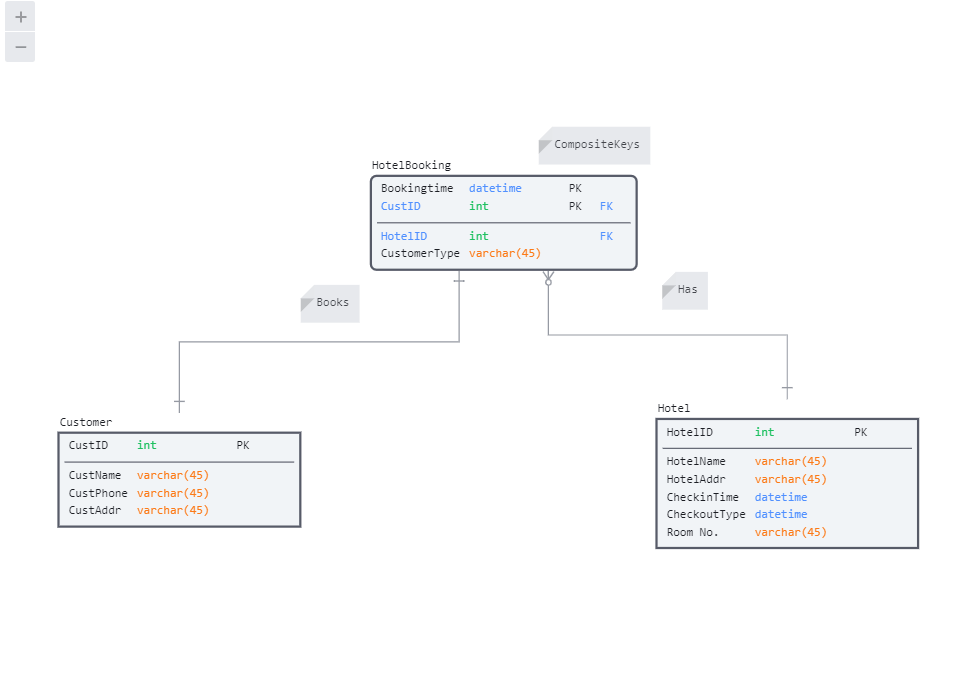 +
−
CompositeKeys
HotelBooking
Bookingtime datetime PK
CustID int PK FK
HotelID int FK
CustomerType varchar(45)
Books
Has
Customer
CustID int PK
CustName varchar(45)
CustPhone varchar(45)
CustAddr varchar(45)
Hotel
HotelID int PK
HotelName varchar(45)
HotelAddr varchar(45)
CheckinTime datetime
CheckoutType datetime
Room No. varchar(45)